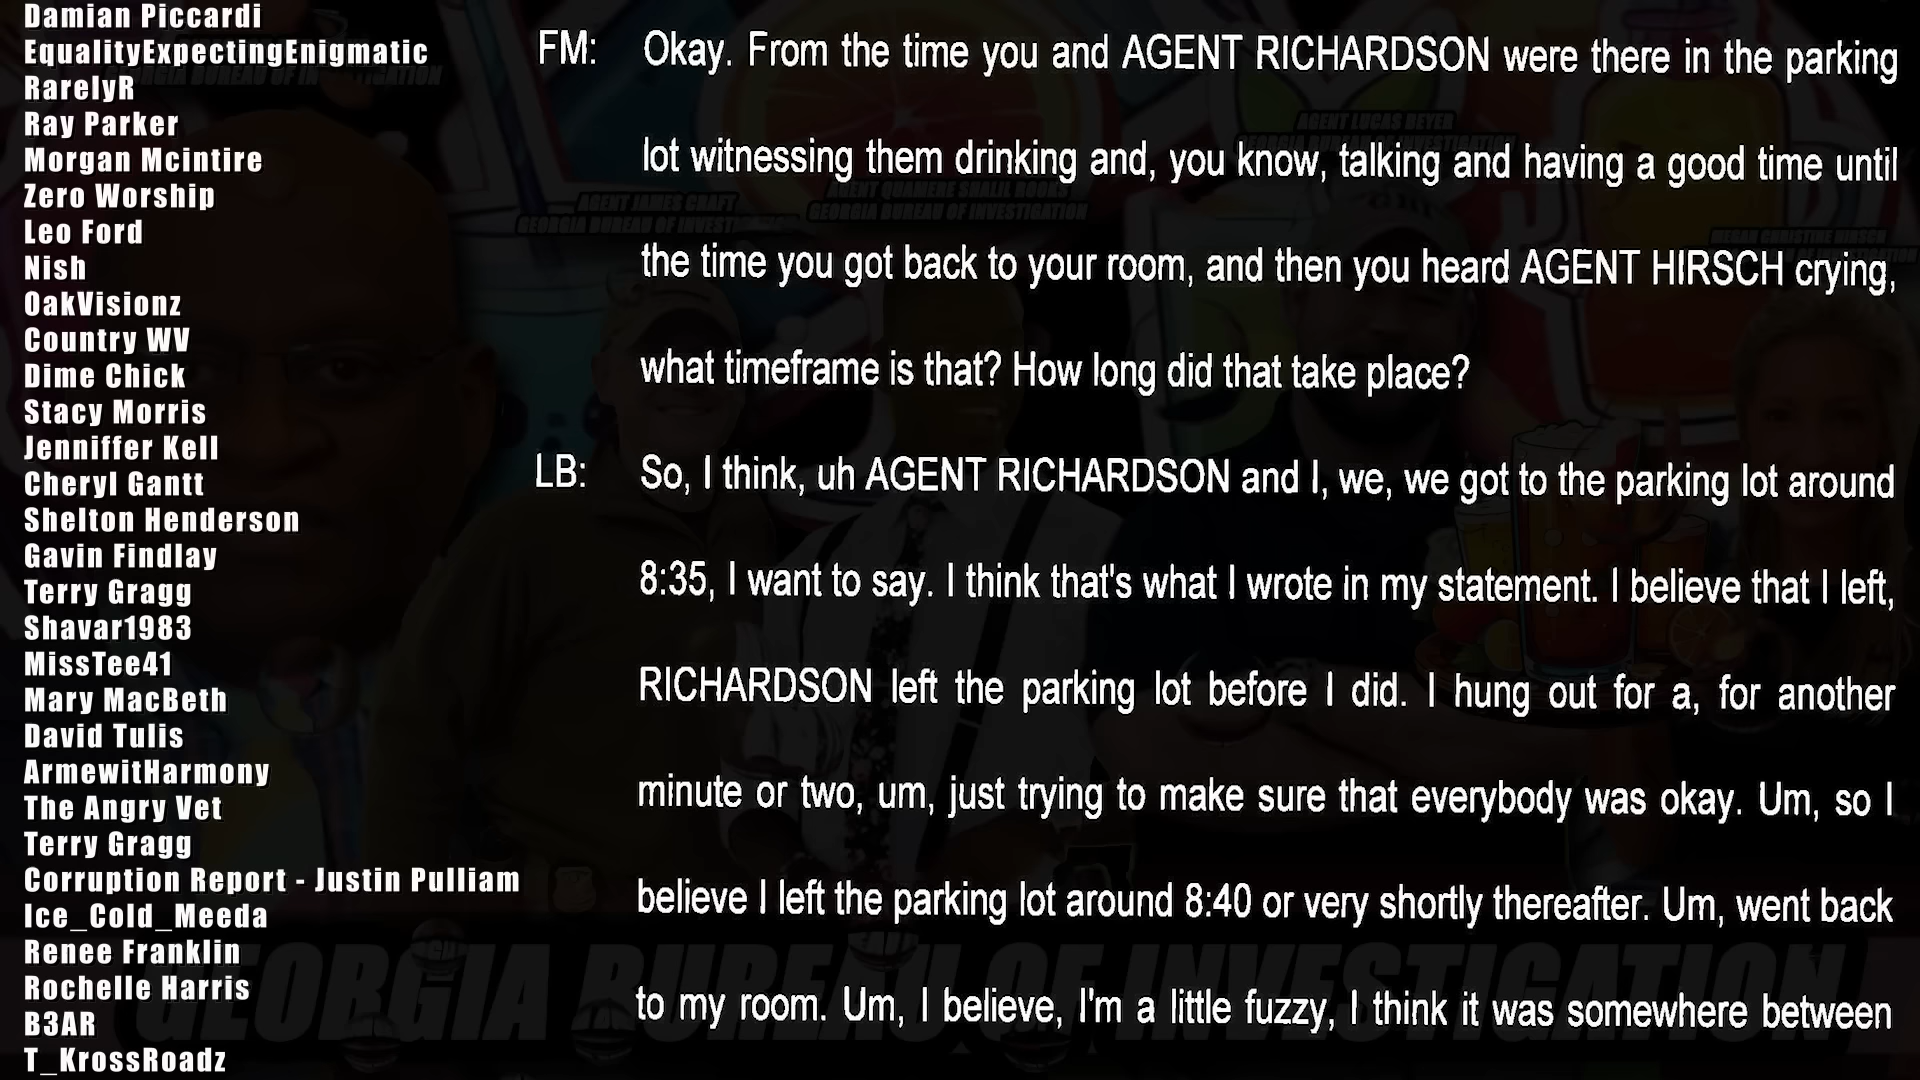 Damian Piccardi
EqualityExpectingEnigmatic
RarelyR
Ray Parker
Morgan Mcintire
Zero Worship
Leo Ford
Nish
OakVisionz
Country WV
Dime Chick
Stacy Morris
Jenniffer Kell
Cheryl Gantt
Shelton Henderson
Gavin Findlay
Terry Gragg
Shavar1983
MissTee41
Mary MacBeth
David Tulis
ArmewitHarmony
The Angry Vet
Terry Gragg
Corruption Report - Justin Pulliam
Ice_Cold_Meeda
Renee Franklin
Rochelle Harris
B3AR
T_KrossRoadz
FM: Okay. From the time you and AGENT RICHARDSON were there in the parking
lot witnessing them drinking and, you know, talking and having a good time until
the time you got back to your room, and then you heard AGENT HIRSCH crying,
what timeframe is that? How long did that take place?
LB: So, I think, uh AGENT RICHARDSON and I, we, we got to the parking lot around
8:35, I want to say. I think that's what I wrote in my statement. I believe that I left,
RICHARDSON left the parking lot before I did. I hung out for a, for another
minute or two, um, just trying to make sure that everybody was okay. Um, so I
believe I left the parking lot around 8:40 or very shortly thereafter. Um, went back
to my room. Um, I believe, I'm a little fuzzy, I think it was somewhere between
AGENT LUCAS BEYER
AGENT JAMES CRAFT
GEORGIA BUREAU OF INVESTIGATION
GEORGIA BUREAU OF INVESTIGATION